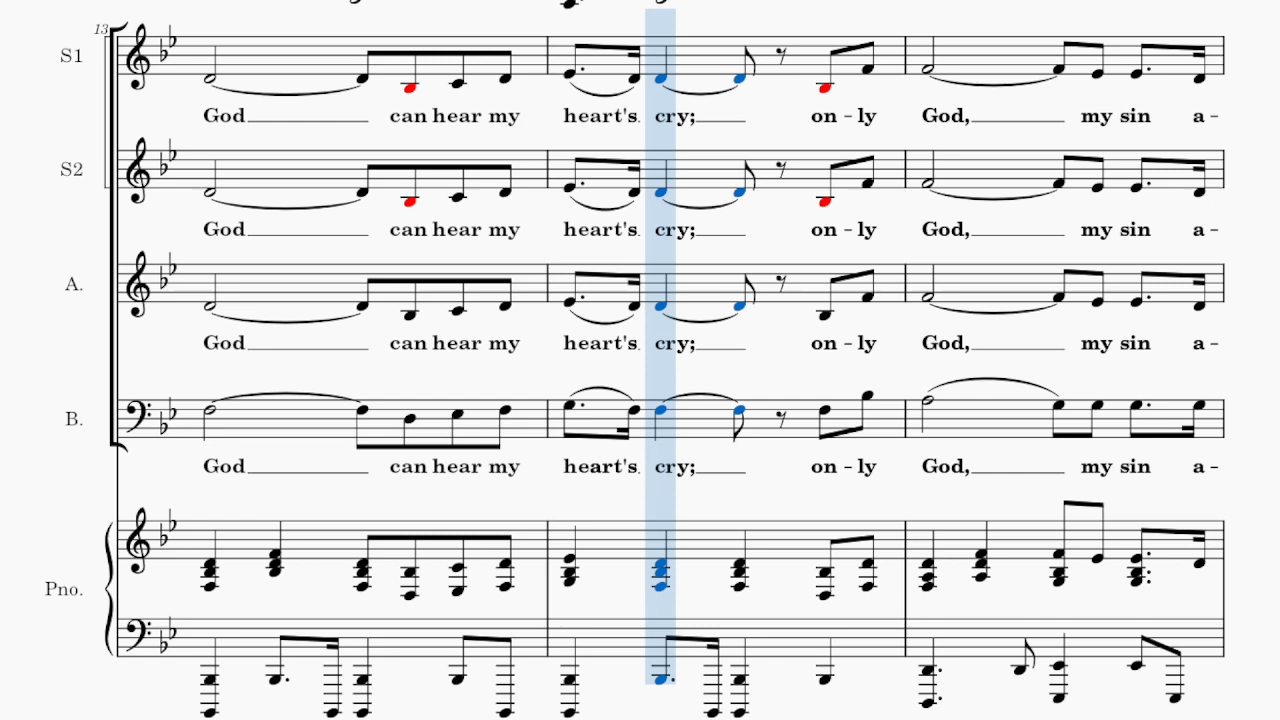 13
S1
God can hear my heart's cry; on - ly God, my sin a -
S2
God can hear my heart's cry; on - ly God, my sin a -
A.
God can hear my heart's cry; on - ly God, my sin a -
B.
God can hear my heart's cry; on - ly God, my sin a -
Pno.